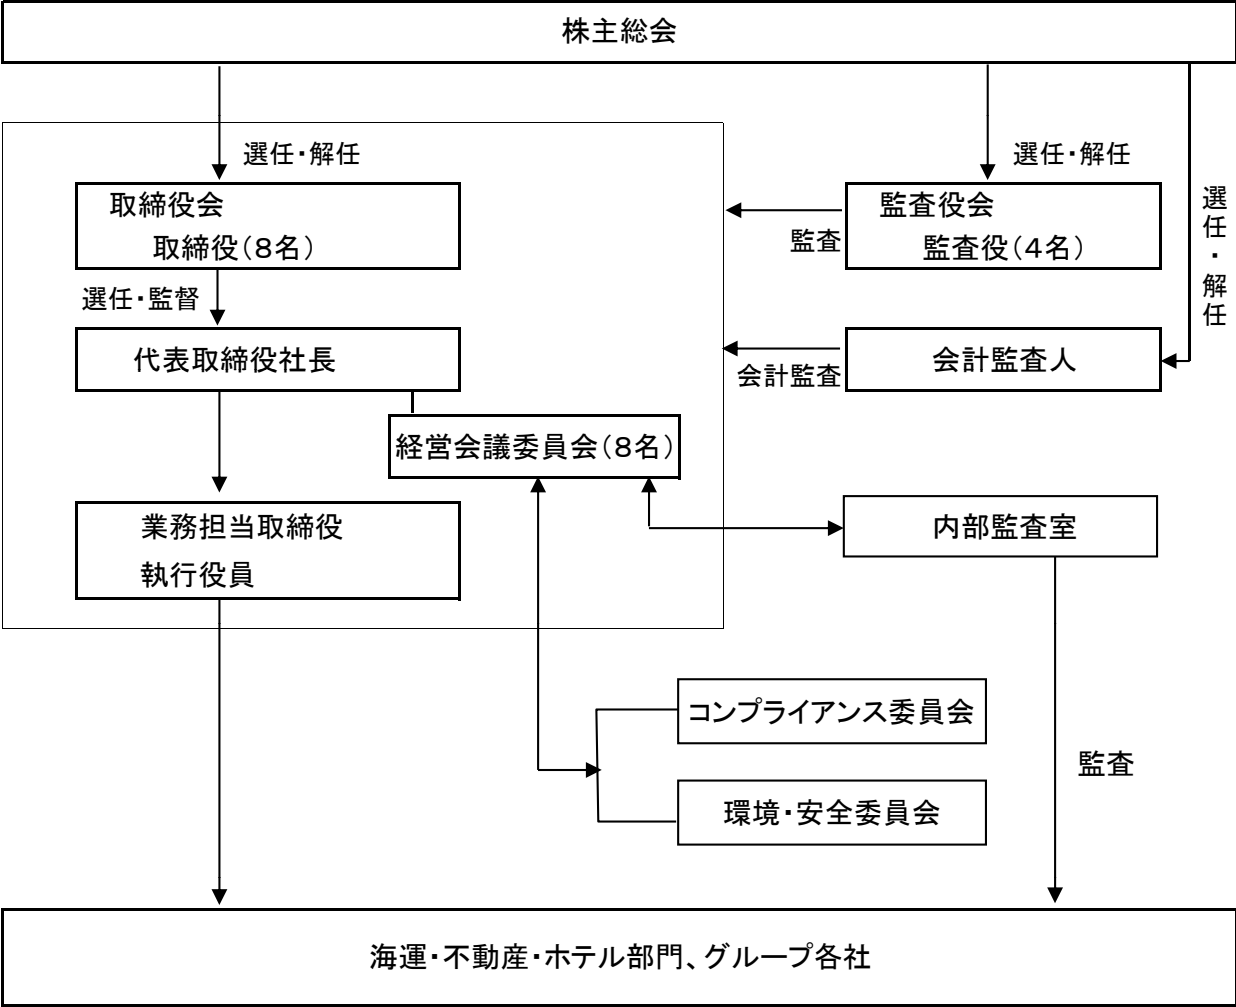 株主総会
選任・解任
選任・解任
選任・解任
取締役会
取締役(8名)
監査役会
監査役(4名)
監査
選任・監督
代表取締役社長
会計監査人
会計監査
経営会議委員会(8名)
業務担当取締役
執行役員
内部監査室
コンプライアンス委員会
監査
環境・安全委員会
海運・不動産・ホテル部門、グループ各社